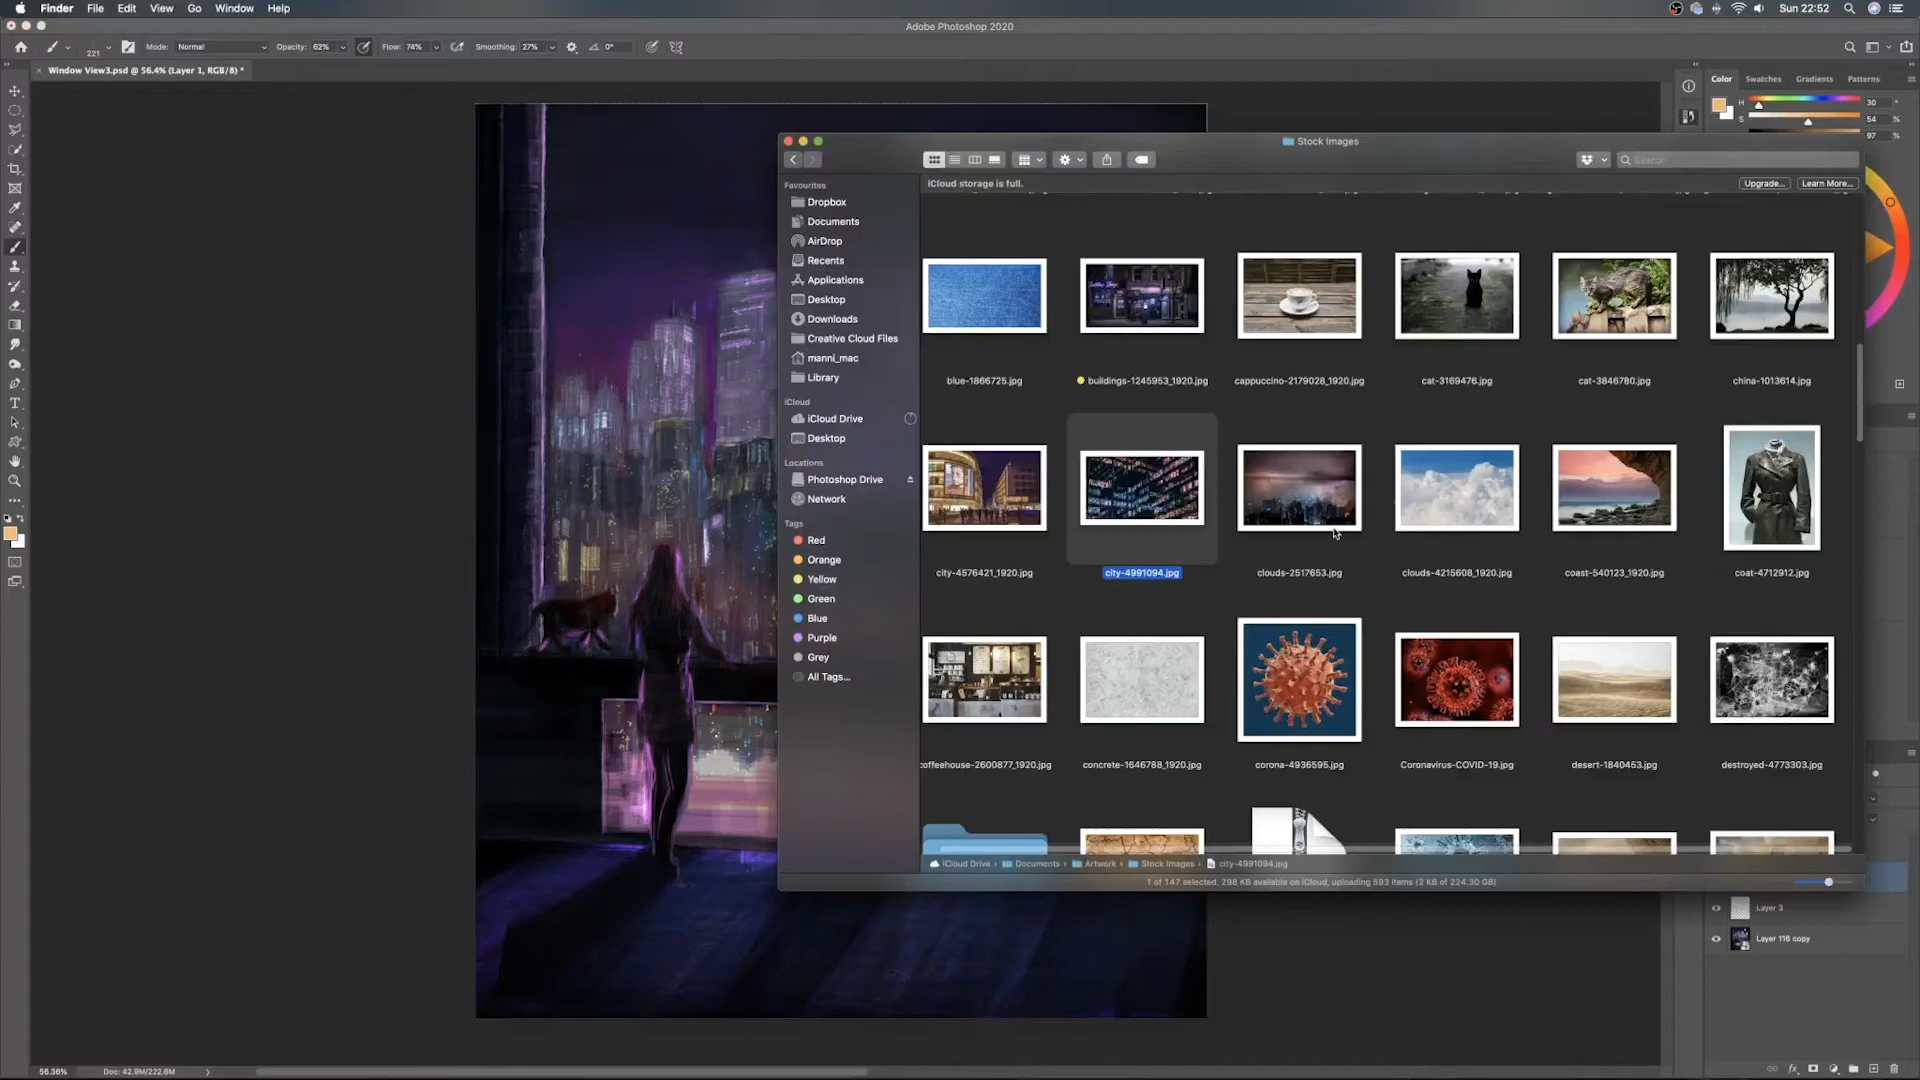 Finder File Edit View Go Window Help
Sun 22:52
Adobe Photoshop 2020
221 Mode: Normal Opacity: 62% Flow: 74% Smoothing: 27% 0°
× Window View3.psd @ 56.4% (Layer 1, RGB/8) *
Color Swatches Gradients Patterns
H 30 °
S 54 %
97 %
Stock Images
Search
iCloud storage is full. Upgrade... Learn More...
Favourites
Dropbox
Documents
AirDrop
Recents
Applications
Desktop
Downloads
Creative Cloud Files
manni_mac
Library
iCloud
iCloud Drive
Desktop
Locations
Photoshop Drive
Network
Tags
Red
Orange
Yellow
Green
Blue
Purple
Grey
All Tags...
blue-1866725.jpg buildings-1245953_1920.jpg cappuccino-2179028_1920.jpg cat-3169476.jpg cat-3846780.jpg china-1013614.jpg
city-4576421_1920.jpg city-4991094.jpg clouds-2517653.jpg clouds-4215608_1920.jpg coast-540123_1920.jpg coat-4712912.jpg
offeehouse-2600877_1920.jpg concrete-1646788_1920.jpg corona-4936595.jpg Coronavirus-COVID-19.jpg desert-1840453.jpg destroyed-4773303.jpg
iCloud Drive › Documents › Artwork › Stock Images › city-4991094.jpg
1 of 147 selected, 298 KB available on iCloud, uploading 593 items (2 KB of 224.30 GB)
Layer 3
Layer 116 copy
56.36% Doc: 42.9M/222.6M